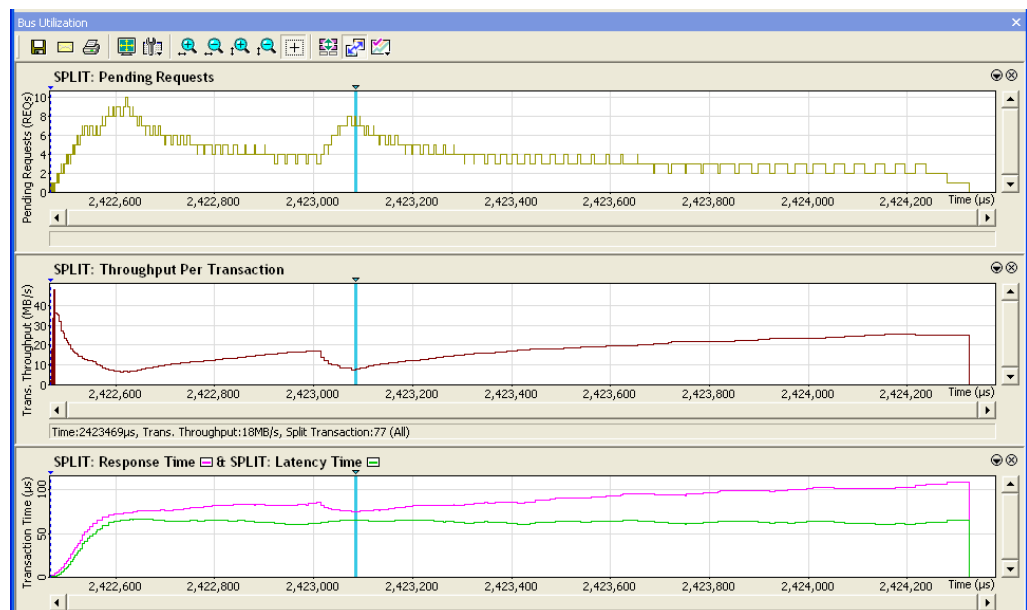 Bus Utilization
SPLIT: Pending Requests
Pending Requests (REQs)
10
8
6
4
2
0
2,422,600 2,422,800 2,423,000 2,423,200 2,423,400 2,423,600 2,423,800 2,424,000 2,424,200 Time (µs)
SPLIT: Throughput Per Transaction
Trans. Throughput (MB/s)
40
30
20
10
0
2,422,600 2,422,800 2,423,000 2,423,200 2,423,400 2,423,600 2,423,800 2,424,000 2,424,200 Time (µs)
Time:2423469µs, Trans. Throughput:18MB/s, Split Transaction:77 (All)
SPLIT: Response Time & SPLIT: Latency Time
Transaction Time (µs)
100
50
0
2,422,600 2,422,800 2,423,000 2,423,200 2,423,400 2,423,600 2,423,800 2,424,000 2,424,200 Time (µs)